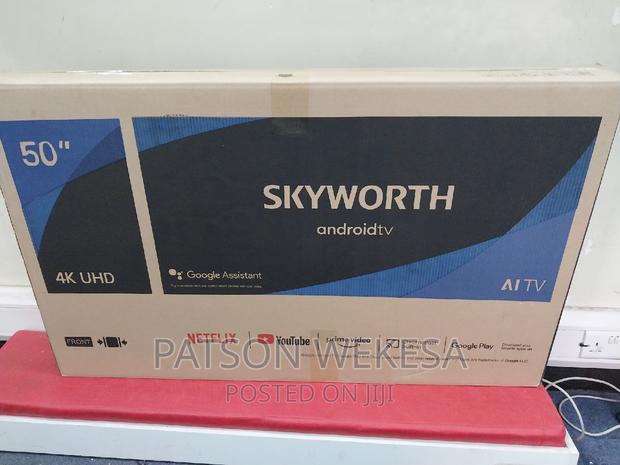 50"
4K UHD
SKYWORTH
androidtv
Google Assistant
AI TV
FRONT
NETFLIX
YouTube
prime video
Google Play
PATSON WEKESA
POSTED ON JIJI